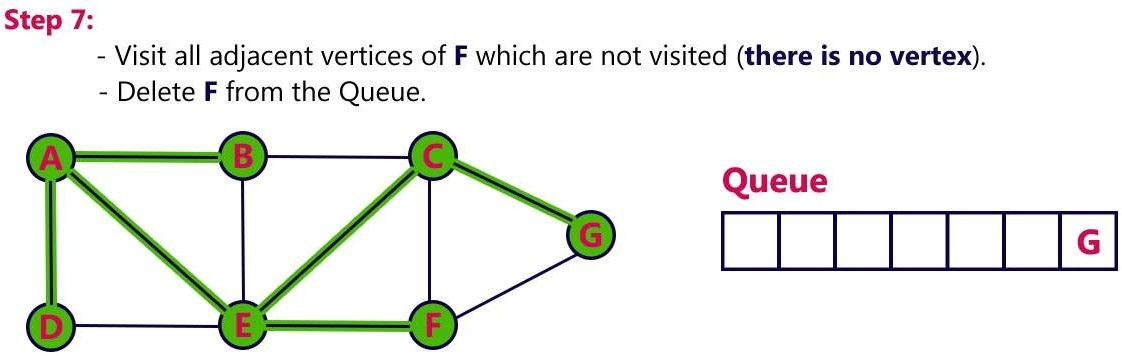 Step 7:
- Visit all adjacent vertices of F which are not visited (there is no vertex).
- Delete F from the Queue.
A B C
Queue
G G
D E F